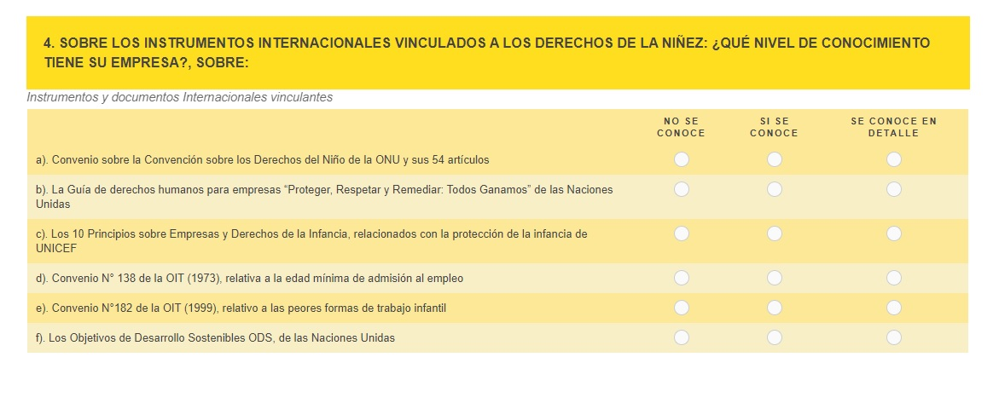 4. SOBRE LOS INSTRUMENTOS INTERNACIONALES VINCULADOS A LOS DERECHOS DE LA NIÑEZ: ¿QUÉ NIVEL DE CONOCIMIENTO
TIENE SU EMPRESA?, SOBRE:
Instrumentos y documentos Internacionales vinculantes
NO SE CONOCE
SI SE CONOCE
SE CONOCE EN DETALLE
a). Convenio sobre la Convención sobre los Derechos del Niño de la ONU y sus 54 artículos
b). La Guía de derechos humanos para empresas “Proteger, Respetar y Remediar: Todos Ganamos” de las Naciones
Unidas
c). Los 10 Principios sobre Empresas y Derechos de la Infancia, relacionados con la protección de la infancia de
UNICEF
d). Convenio N° 138 de la OIT (1973), relativa a la edad mínima de admisión al empleo
e). Convenio N°182 de la OIT (1999), relativo a las peores formas de trabajo infantil
f). Los Objetivos de Desarrollo Sostenibles ODS, de las Naciones Unidas